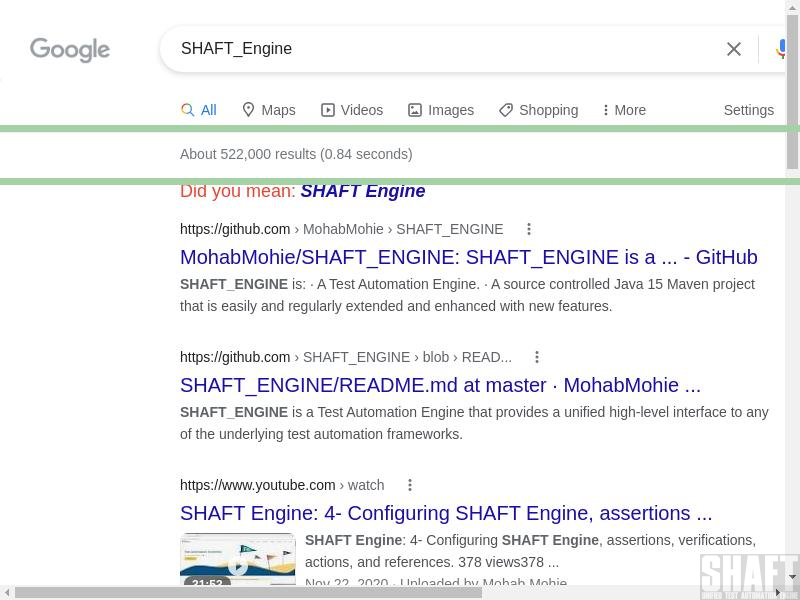 Google
SHAFT_Engine
All Maps Videos Images Shopping More Settings
About 522,000 results (0.84 seconds)
Did you mean: SHAFT Engine
https://github.com › MohabMohie › SHAFT_ENGINE
MohabMohie/SHAFT_ENGINE: SHAFT_ENGINE is a ... - GitHub
SHAFT_ENGINE is: · A Test Automation Engine. · A source controlled Java 15 Maven project
that is easily and regularly extended and enhanced with new features.
https://github.com › SHAFT_ENGINE › blob › READ...
SHAFT_ENGINE/README.md at master · MohabMohie ...
SHAFT_ENGINE is a Test Automation Engine that provides a unified high-level interface to any
of the underlying test automation frameworks.
https://www.youtube.com › watch
SHAFT Engine: 4- Configuring SHAFT Engine, assertions ...
SHAFT Engine: 4- Configuring SHAFT Engine, assertions, verifications,
actions, and references. 378 views378 ...
21:52
Nov 22, 2020 · Uploaded by Mohab Mohie
SHAFT